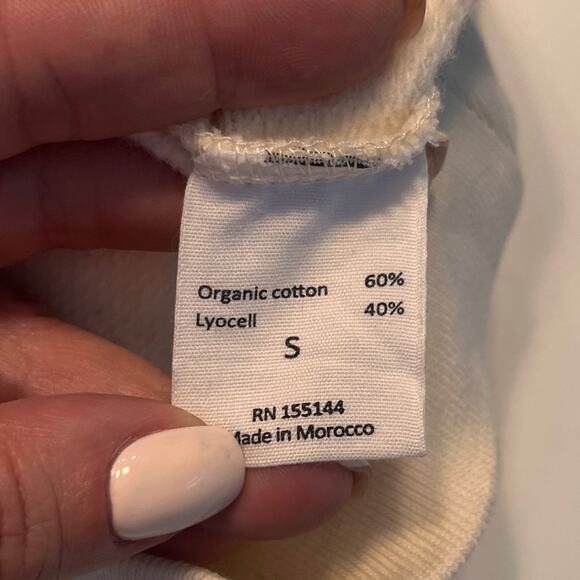 Organic cotton 60%
Lyocell 40%
S
RN 155144
Made in Morocco